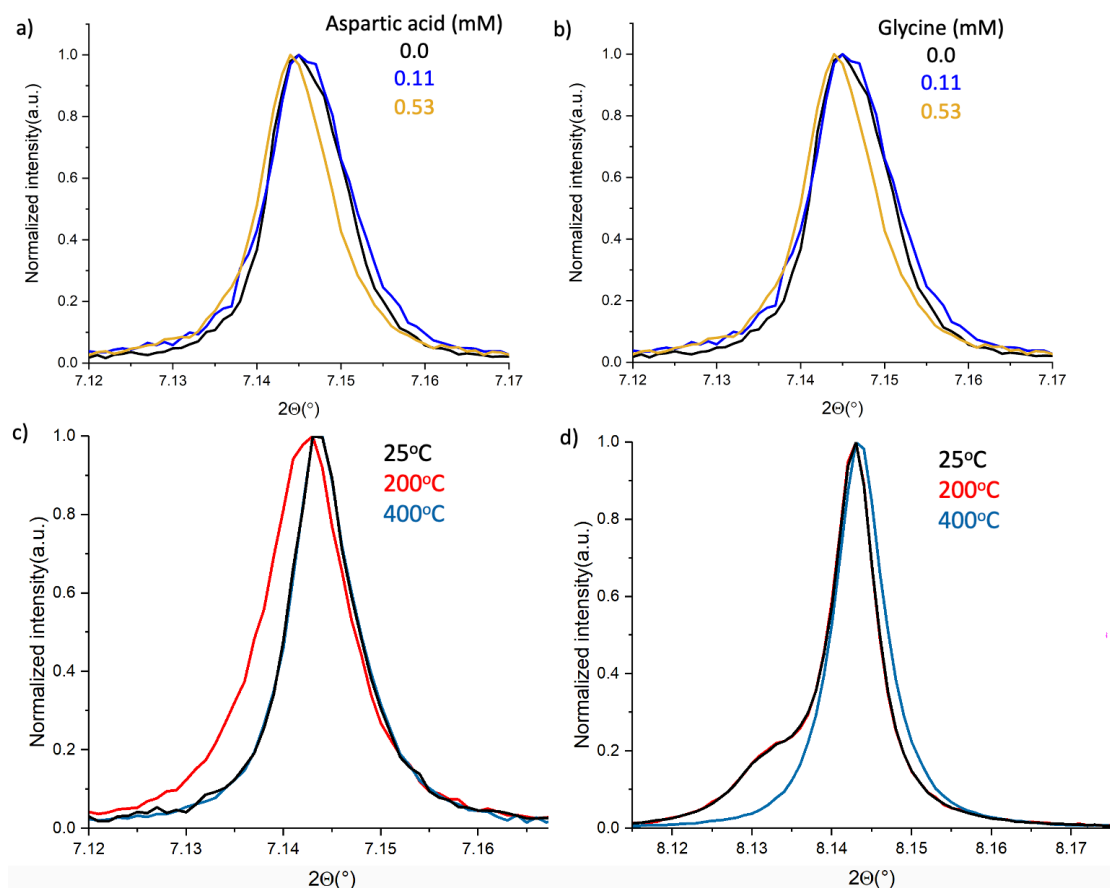 a)
Aspartic acid (mM)
0.0
0.11
0.53
Normalized intensity(a.u.)
1.0
0.8
0.6
0.4
0.2
0.0
7.12 7.13 7.14 7.15 7.16 7.17
2Θ(°)
b)
Glycine (mM)
0.0
0.11
0.53
Normalized intensity(a.u.)
1.0
0.8
0.6
0.4
0.2
0.0
7.12 7.13 7.14 7.15 7.16 7.17
2Θ(°)
c)
25°C
200°C
400°C
Normalized intensity(a.u.)
1.0
0.8
0.6
0.4
0.2
0.0
7.12 7.13 7.14 7.15 7.16
2Θ(°)
d)
25°C
200°C
400°C
Normalized intensity(a.u.)
1.0
0.8
0.6
0.4
0.2
0.0
8.12 8.13 8.14 8.15 8.16
2Θ(°)